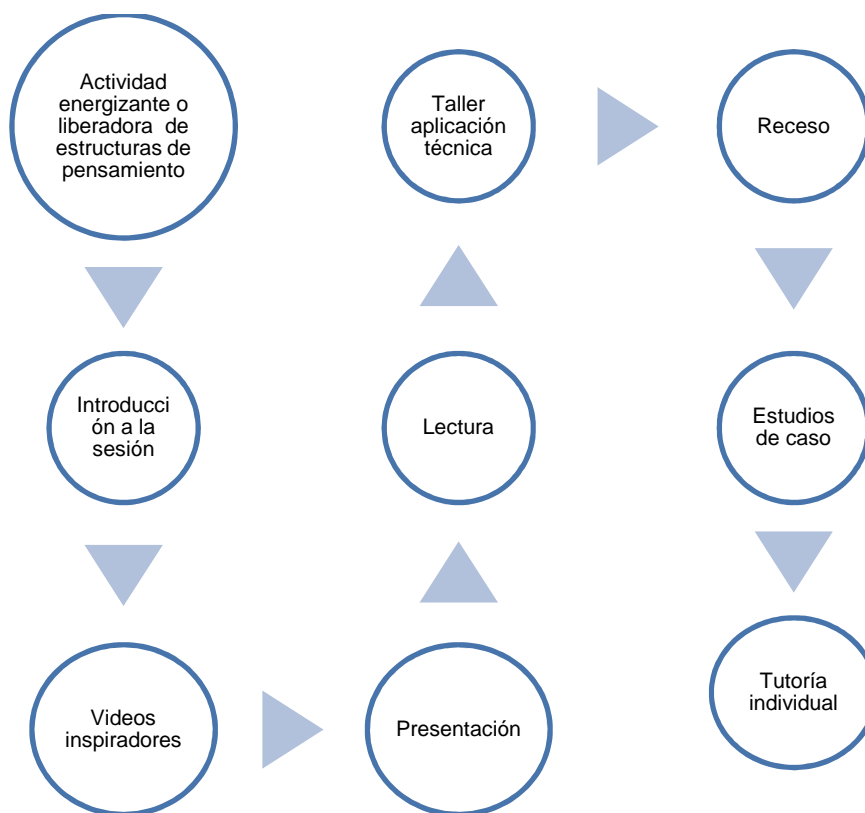 Actividad
energizante o
liberadora de
estructuras de
pensamiento
Introducci
ón a la
sesión
Videos
inspiradores
Presentación
Lectura
Taller
aplicación
técnica
Receso
Estudios
de caso
Tutoría
individual